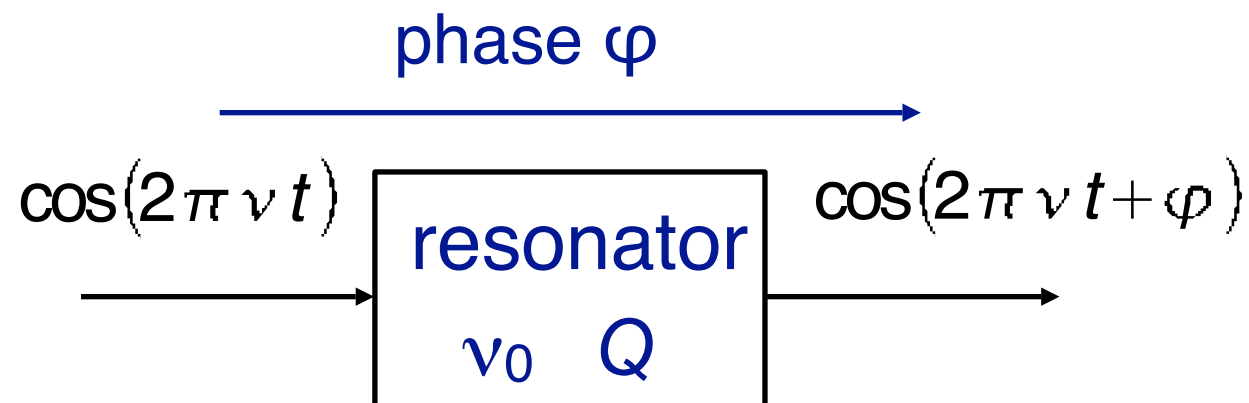 phase φ
cos(2πνt)
cos(2πνt+φ)
resonator
ν₀ Q